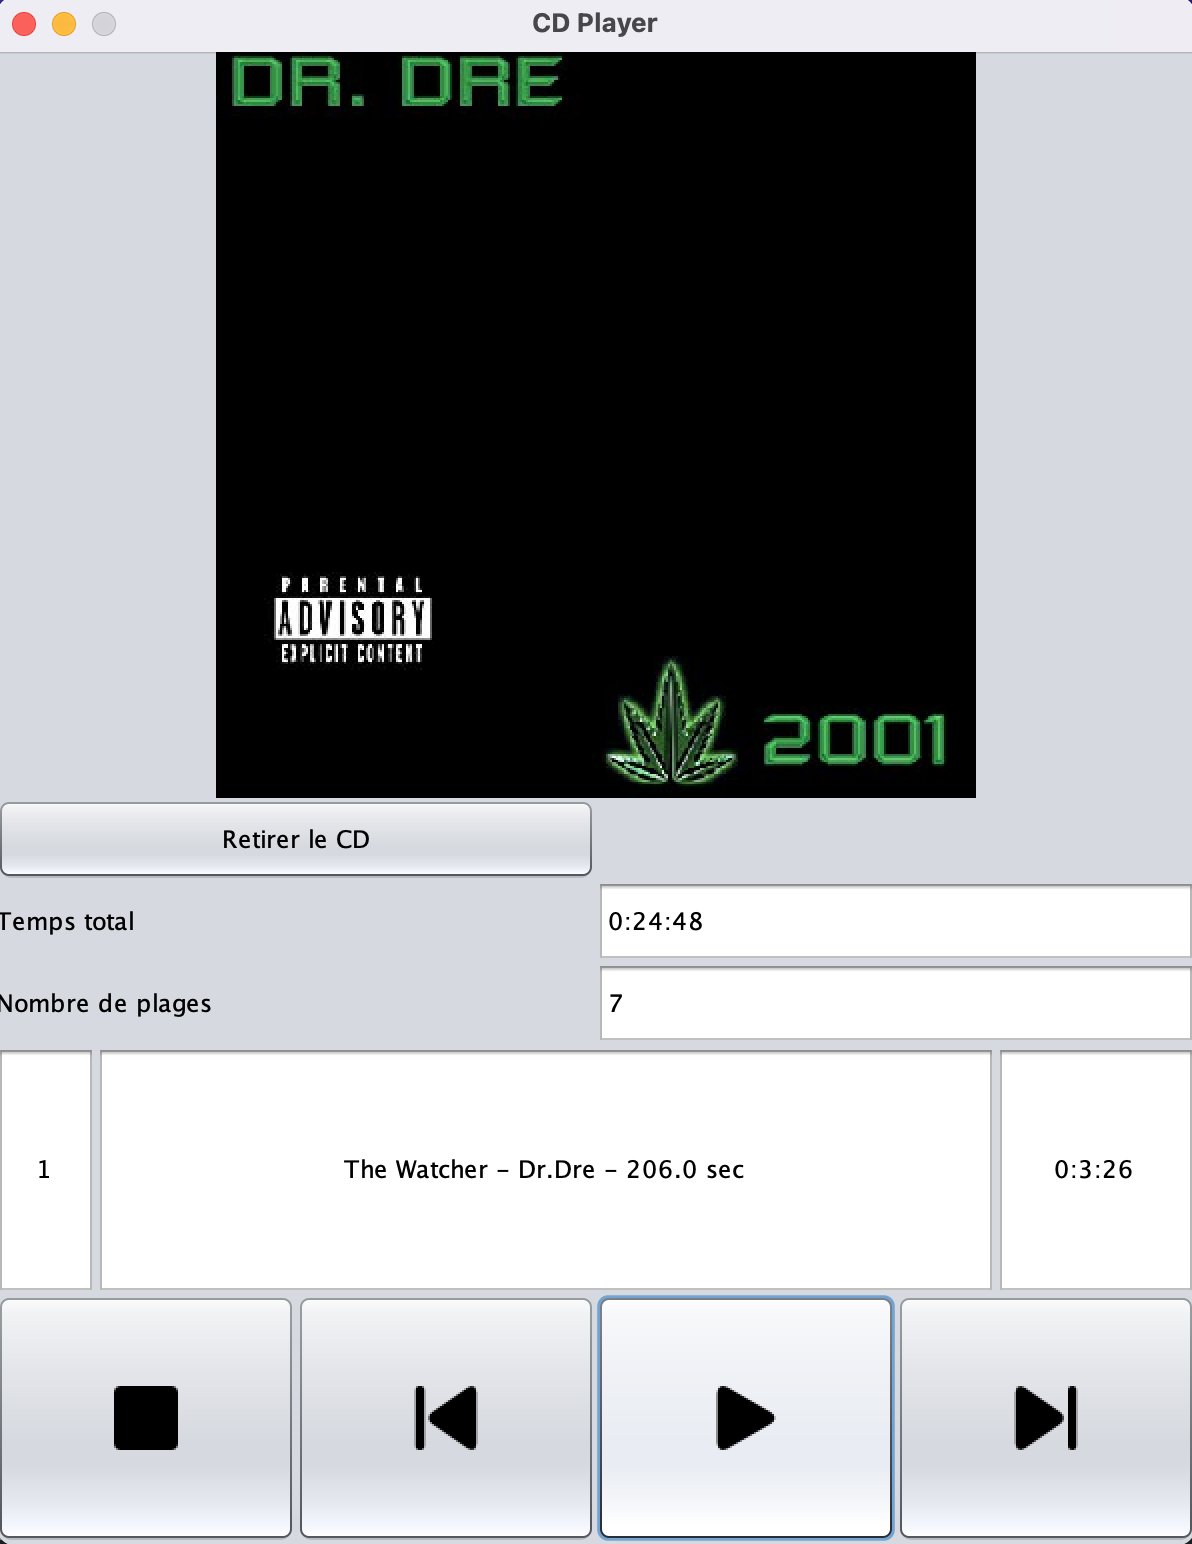 CD Player
DR. DRE
PARENTAL
ADVISORY
EXPLICIT CONTENT
2001
Retirer le CD
Temps total
0:24:48
Nombre de plages
7
1
The Watcher - Dr.Dre - 206.0 sec
0:3:26